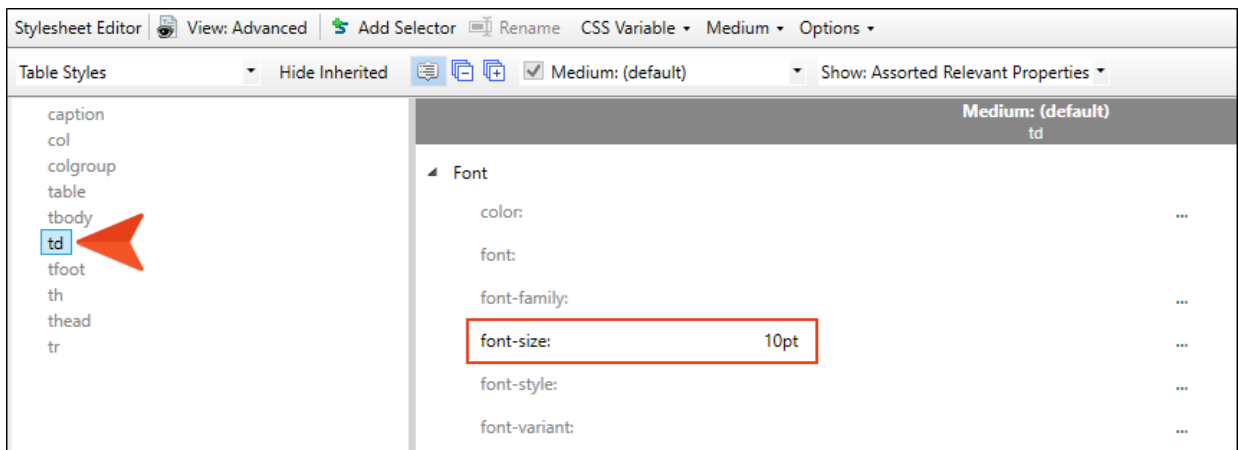 Stylesheet Editor View: Advanced Add Selector Rename CSS Variable Medium Options
Table Styles Hide Inherited Medium: (default) Show: Assorted Relevant Properties
caption
col
colgroup
table
tbody
td
tfoot
th
thead
tr
Medium: (default)
td
Font
color: ...
font:
font-family: ...
font-size: 10pt ...
font-style: ...
font-variant: ...